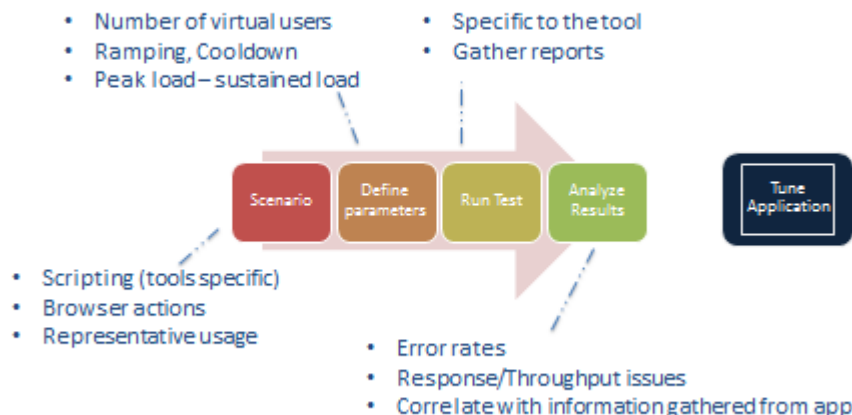 • Number of virtual users
• Ramping, Cooldown
• Peak load – sustained load
• Specific to the tool
• Gather reports
Scenario
Define
parameters
Run Test
Analyze
Results
Tune
Application
• Scripting (tools specific)
• Browser actions
• Representative usage
• Error rates
• Response/Throughput issues
• Correlate with information gathered from app